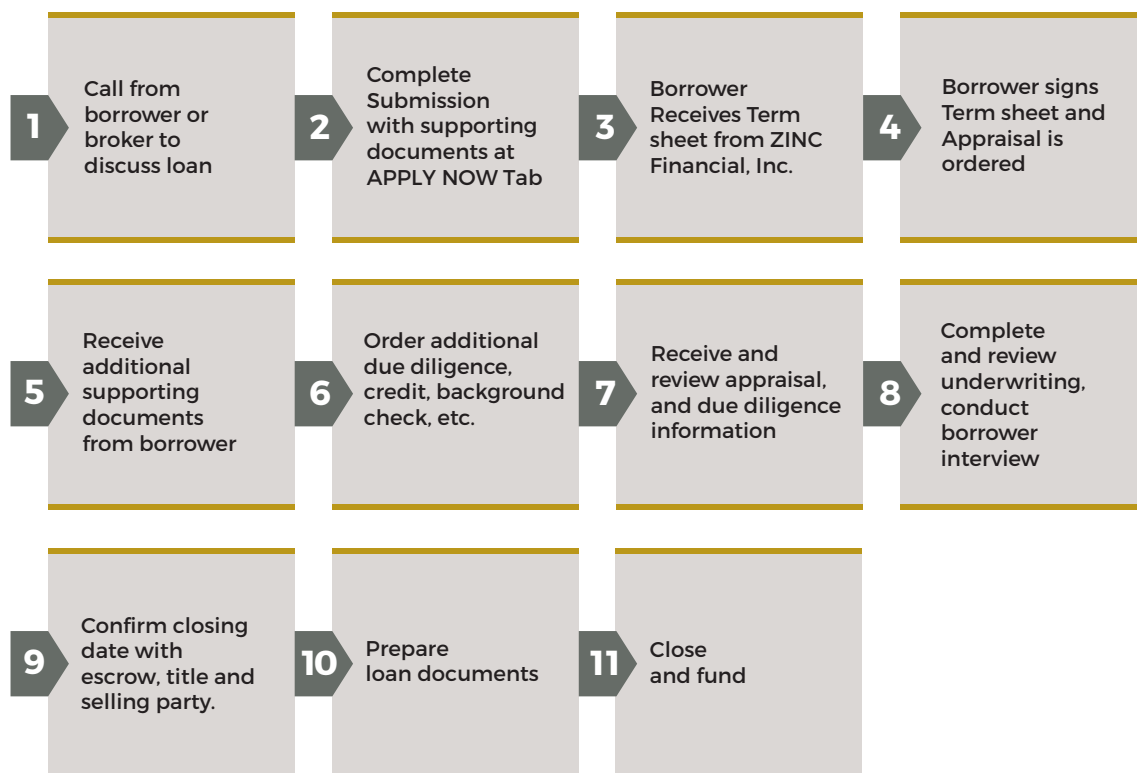 1
Call from
borrower or
broker to
discuss loan
2
Complete
Submission
with supporting
documents at
APPLY NOW Tab
3
Borrower
Receives Term
sheet from ZINC
Financial, Inc.
4
Borrower signs
Term sheet and
Appraisal is
ordered
5
Receive
additional
supporting
documents
from borrower
6
Order additional
due diligence,
credit, background
check, etc.
7
Receive and
review appraisal,
and due diligence
information
8
Complete
and review
underwriting,
conduct
borrower
interview
9
Confirm closing
date with
escrow, title and
selling party.
10
Prepare
loan documents
11
Close
and fund